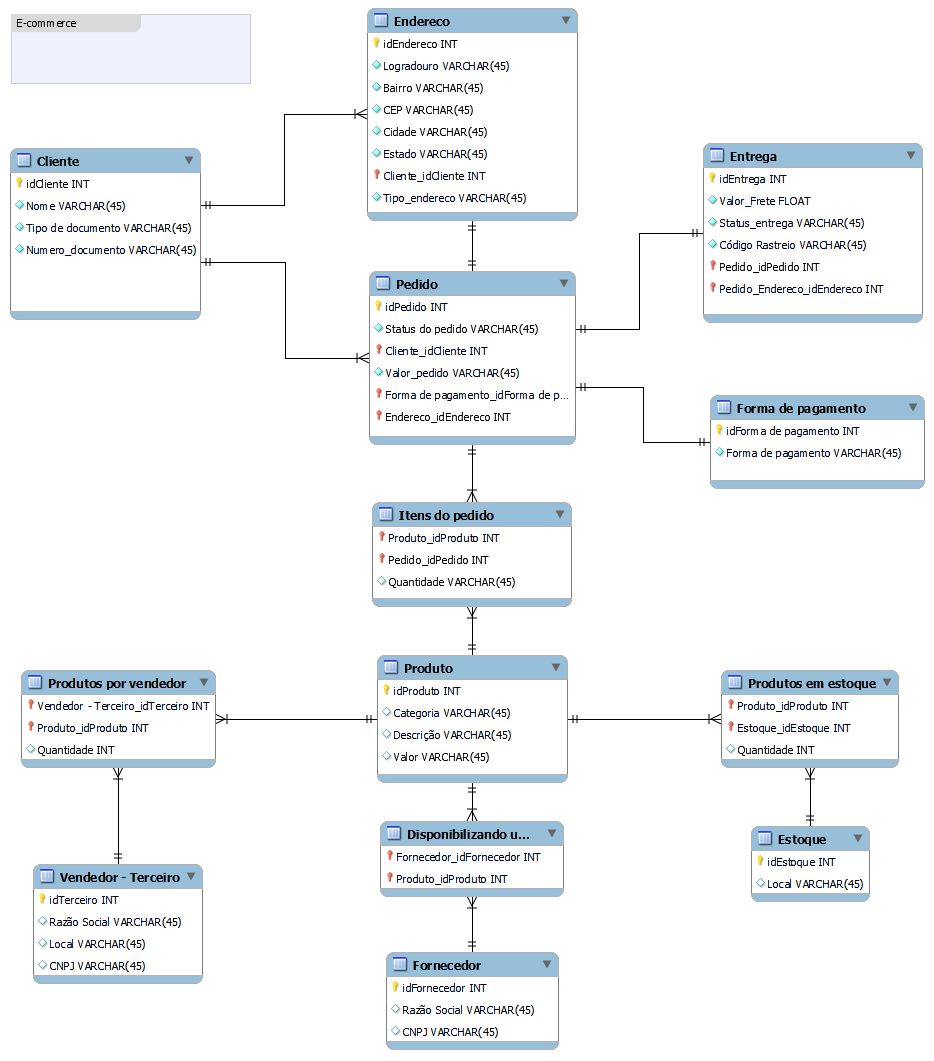 E-commerce
Endereco
idEndereco INT
Logradouro VARCHAR(45)
Bairro VARCHAR(45)
CEP VARCHAR(45)
Cidade VARCHAR(45)
Estado VARCHAR(45)
Cliente_idCliente INT
Tipo_endereco VARCHAR(45)
Cliente
idCliente INT
Nome VARCHAR(45)
Tipo de documento VARCHAR(45)
Numero_documento VARCHAR(45)
Entrega
idEntrega INT
Valor_Frete FLOAT
Status_entrega VARCHAR(45)
Código Rastreio VARCHAR(45)
Pedido_idPedido INT
Pedido_Endereco_idEndereco INT
Pedido
idPedido INT
Status do pedido VARCHAR(45)
Cliente_idCliente INT
Valor_pedido VARCHAR(45)
Forma de pagamento_idForma de p...
Endereco_idEndereco INT
Forma de pagamento
idForma de pagamento INT
Forma de pagamento VARCHAR(45)
Itens do pedido
Produto_idProduto INT
Pedido_idPedido INT
Quantidade VARCHAR(45)
Produtos por vendedor
Vendedor - Terceiro_idTerceiro INT
Produto_idProduto INT
Quantidade INT
Produto
idProduto INT
Categoria VARCHAR(45)
Descrição VARCHAR(45)
Valor VARCHAR(45)
Produtos em estoque
Produto_idProduto INT
Estoque_idEstoque INT
Quantidade INT
Disponibilizando u...
Fornecedor_idFornecedor INT
Produto_idProduto INT
Estoque
idEstoque INT
Local VARCHAR(45)
Vendedor - Terceiro
idTerceiro INT
Razão Social VARCHAR(45)
Local VARCHAR(45)
CNPJ VARCHAR(45)
Fornecedor
idFornecedor INT
Razão Social VARCHAR(45)
CNPJ VARCHAR(45)